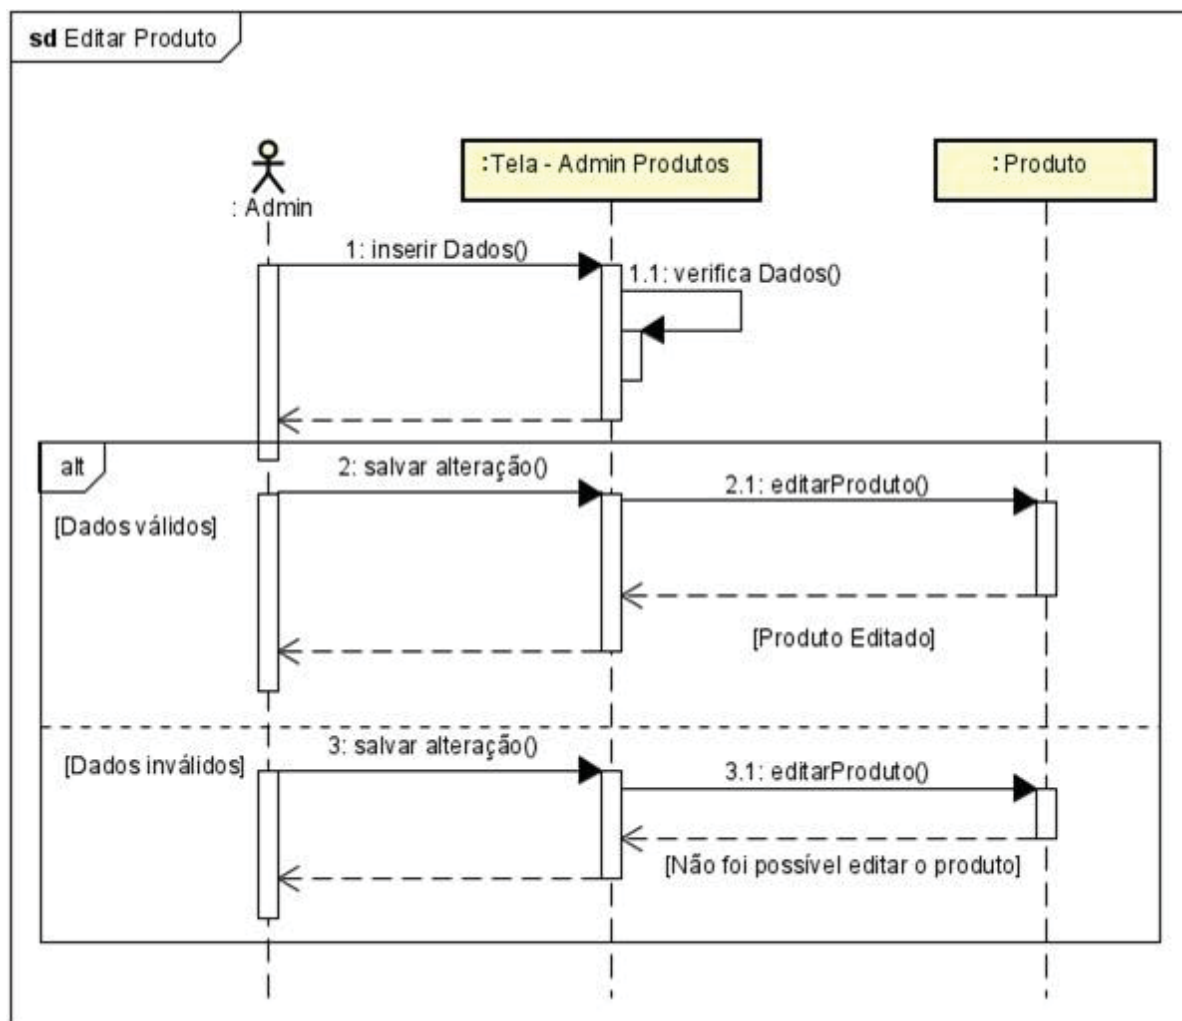 sd Editar Produto
: Admin
:Tela - Admin Produtos
: Produto
1: inserir Dados()
1.1: verifica Dados()
alt
2: salvar alteração()
2.1: editarProduto()
[Dados válidos]
[Produto Editado]
3: salvar alteração()
[Dados inválidos]
3.1: editarProduto()
[Não foi possível editar o produto]